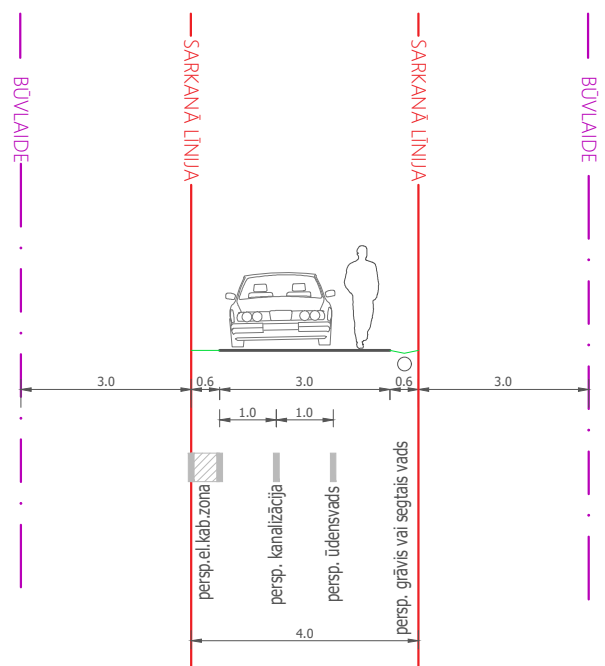 BŪVLAIDE
SARKANĀ LĪNIJA
SARKANĀ LĪNIJA
BŪVLAIDE
3.0
0.6
3.0
0.6
3.0
1.0
1.0
persp.el.kab.zona
persp. kanalizācija
persp. ūdensvads
persp. grāvis vai segtais vads
4.0